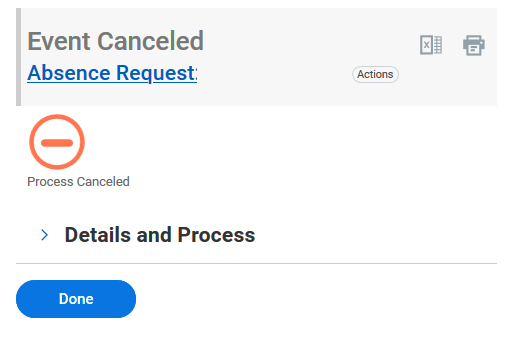 Event Canceled
Absence Request:
Actions
Process Canceled
Details and Process
Done